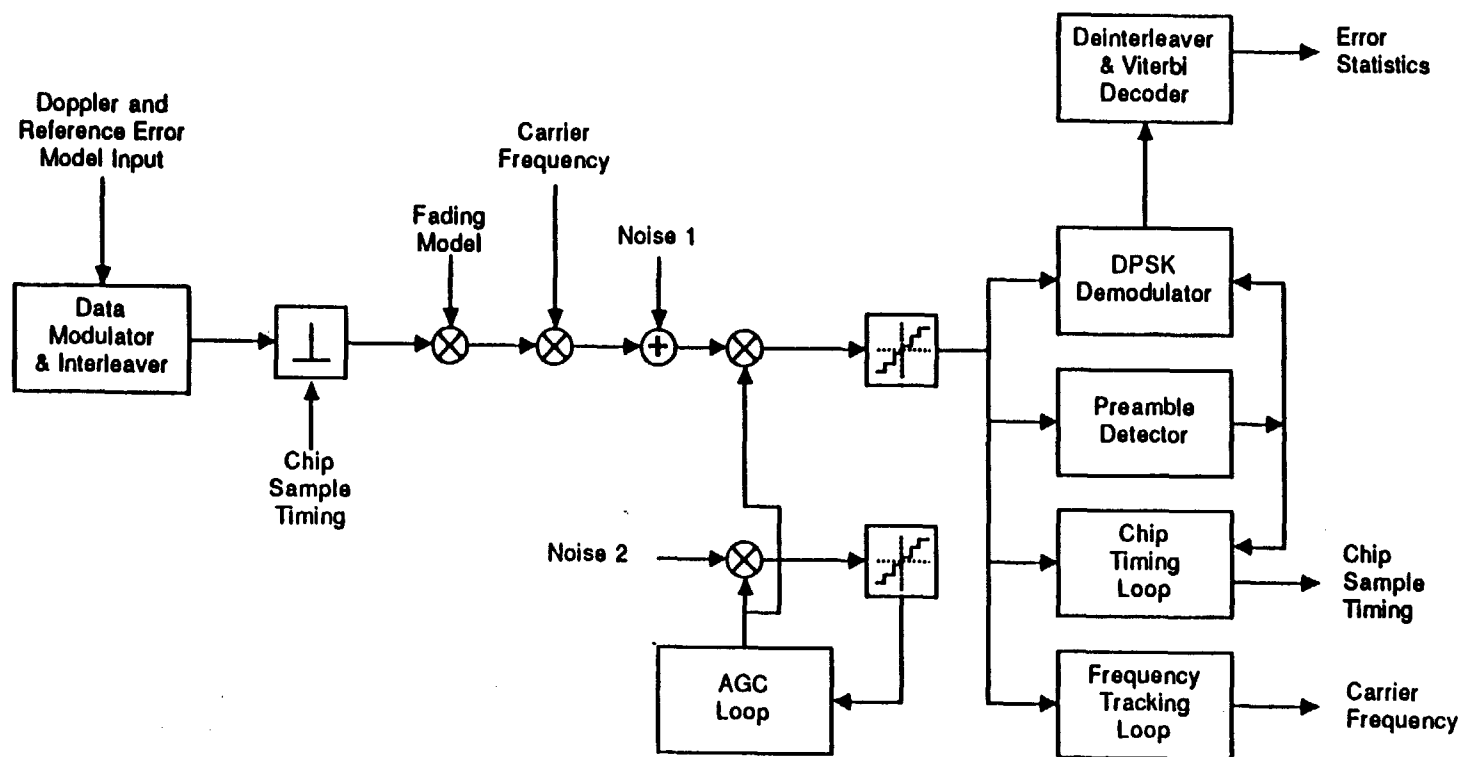 Deinterleaver
& Viterbi
Decoder
Error
Statistics
Doppler and
Reference Error
Model Input
Carrier
Frequency
Fading
Model
Noise 1
DPSK
Demodulator
Data
Modulator
& Interleaver
Preamble
Detector
Chip
Sample
Timing
Noise 2
Chip
Timing
Loop
Chip
Sample
Timing
AGC
Loop
Frequency
Tracking
Loop
Carrier
Frequency